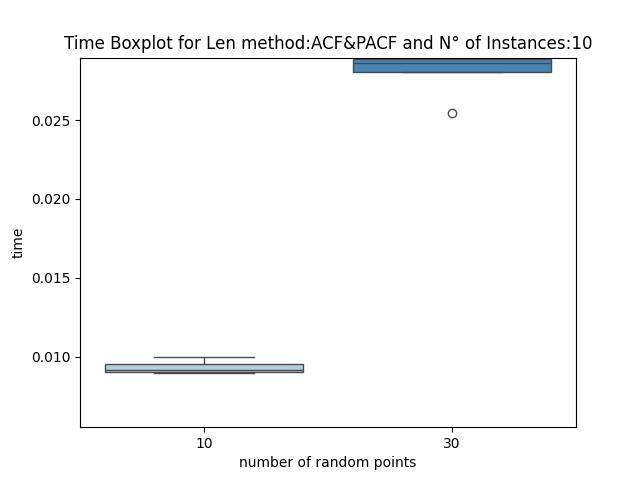 Time Boxplot for Len method:ACF&PACF and N° of Instances:10
0.025
0.020
0.015
0.010
time
10 30
number of random points